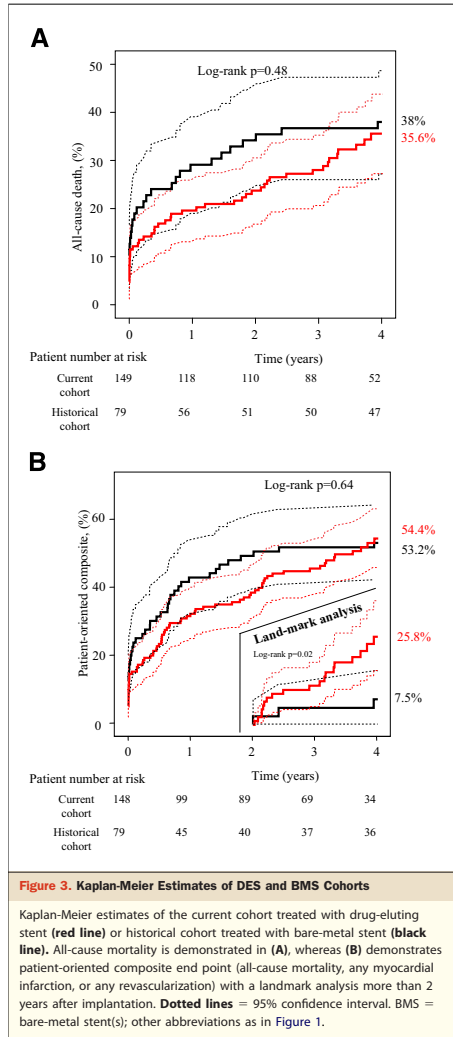 A
Log-rank p=0.48
All-cause death, (%)
50
40
30
20
10
0
38%
35.6%
0 1 2 3 4
Patient number at risk Time (years)
Current cohort 149 118 110 88 52
Historical cohort 79 56 51 50 47
B
Log-rank p=0.64
Patient-oriented composite, (%)
60
40
20
0
54.4%
53.2%
Land-mark analysis
Log-rank p=0.02
25.8%
7.5%
0 1 2 3 4
Patient number at risk Time (years)
Current cohort 148 99 89 69 34
Historical cohort 79 45 40 37 36
Figure 3. Kaplan-Meier Estimates of DES and BMS Cohorts
Kaplan-Meier estimates of the current cohort treated with drug-eluting
stent (red line) or historical cohort treated with bare-metal stent (black
line). All-cause mortality is demonstrated in (A), whereas (B) demonstrates
patient-oriented composite end point (all-cause mortality, any myocardial
infarction, or any revascularization) with a landmark analysis more than 2
years after implantation. Dotted lines = 95% confidence interval. BMS =
bare-metal stent(s); other abbreviations as in Figure 1.